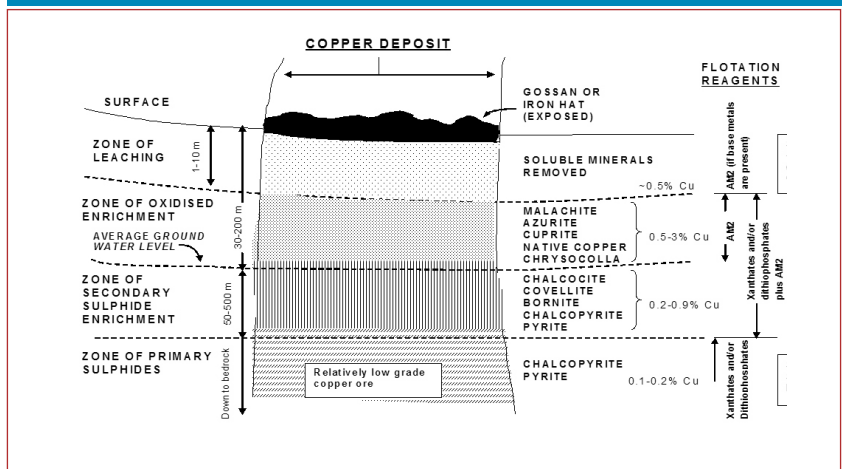 COPPER DEPOSIT
FLOTATION
REAGENTS
SURFACE
GOSSAN OR
IRON HAT
(EXPOSED)
ZONE OF
LEACHING
1-10 m
SOLUBLE MINERALS
REMOVED
~0.5% Cu
AM2 (if base metals
are present)
ZONE OF OXIDISED
ENRICHMENT
AVERAGE GROUND
WATER LEVEL
30-200 m
MALACHITE
AZURITE
CUPRITE
NATIVE COPPER
CHRYSOCOLLA
0.5-3% Cu
AM2
Xanthates and/or
dithiophosphates
plus AM2
ZONE OF
SECONDARY
SULPHIDE
ENRICHMENT
50-500 m
CHALCOCITE
COVELLITE
BORNITE
CHALCOPYRITE
PYRITE
0.2-0.9% Cu
ZONE OF PRIMARY
SULPHIDES
Down to bedrock
Relatively low grade
copper ore
CHALCOPYRITE
PYRITE
0.1-0.2% Cu
Xanthates and/or
Dithiophosphates